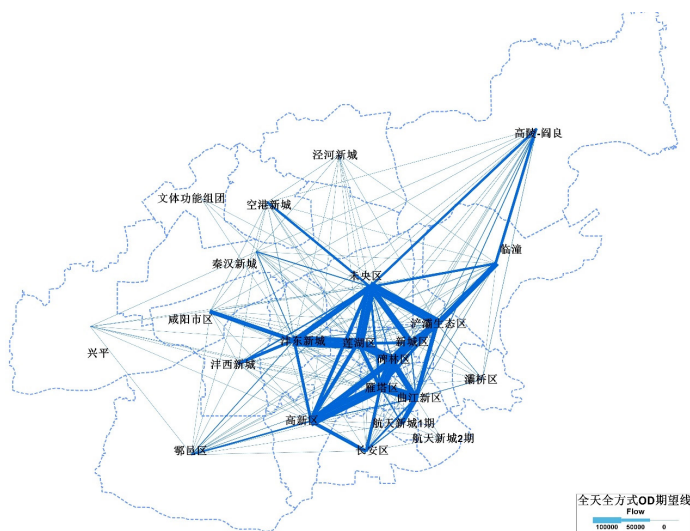 高陵-阎良
泾河新城
文体功能组团
空港新城
临潼
秦汉新城
未央区
咸阳市区
浐灞生态区
沣东新城
莲湖区
新城区
兴平
沣西新城
碑林区
雁塔区
灞桥区
曲江新区
高新区
航天新城1期
航天新城2期
鄠邑区
长安区
全天全方式OD期望线
Flow
100000 50000 0